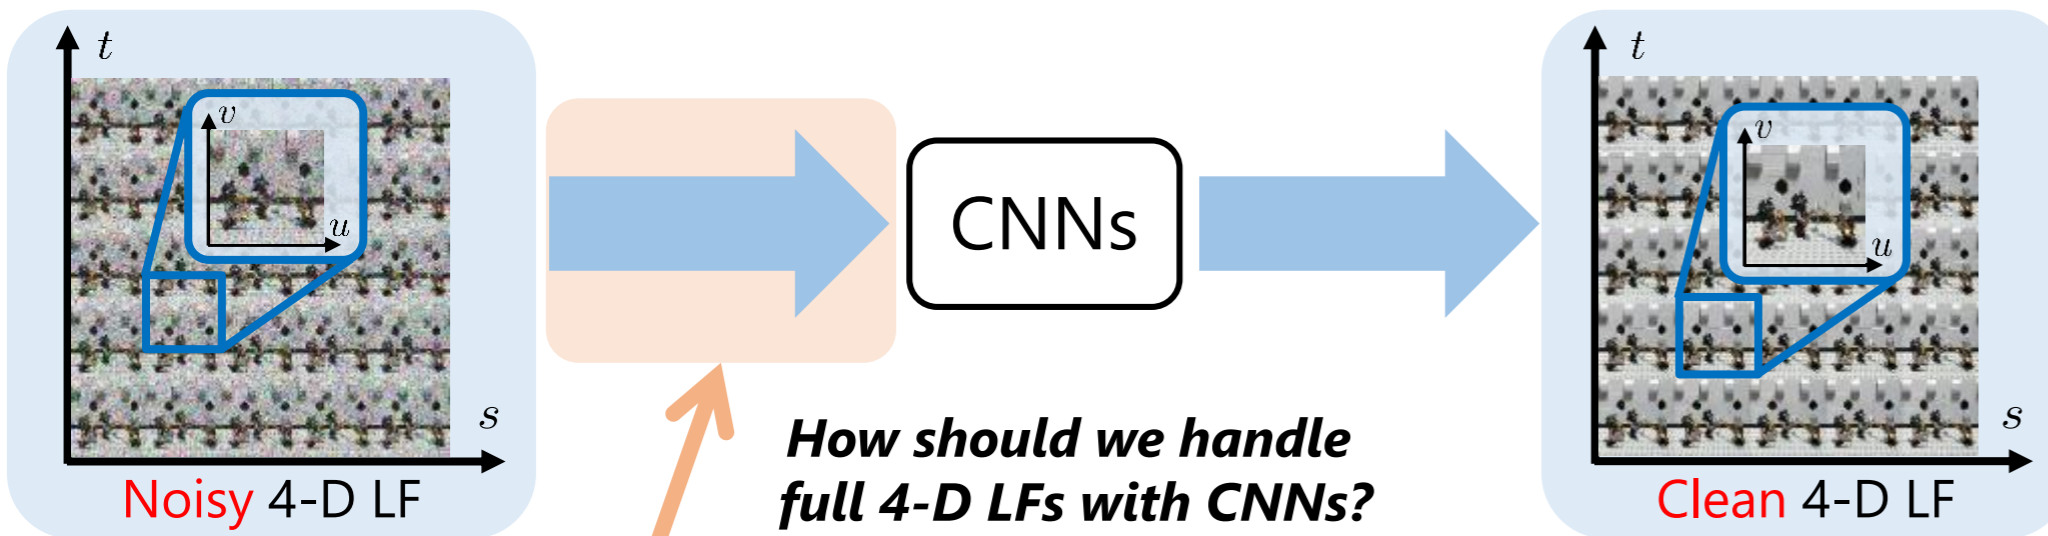 t
v
u
s
Noisy 4-D LF
CNNs
How should we handle
full 4-D LFs with CNNs?
t
v
u
s
Clean 4-D LF